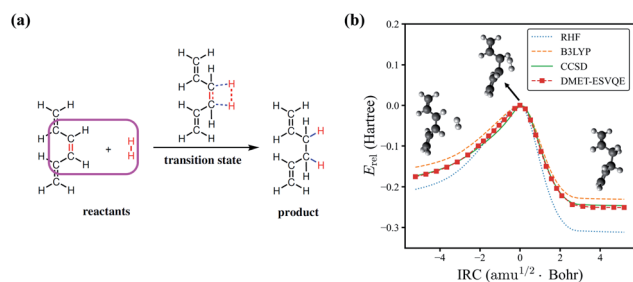 (a)
H H
C
C H
H C H
C
H C H
C
C
H H
+
H
H
reactants
H H
C
C H
H C H
C H
H C H
C H
C
H H
transition state
H H
C
C H
H C H
C H
H C H
C H
C
H H
product
(b)
0.2
0.1
0.0
−0.1
−0.2
−0.3
E_rel (Hartree)
RHF
B3LYP
CCSD
DMET-ESVQE
−4 −2 0 2 4
IRC (amu^1/2 · Bohr)